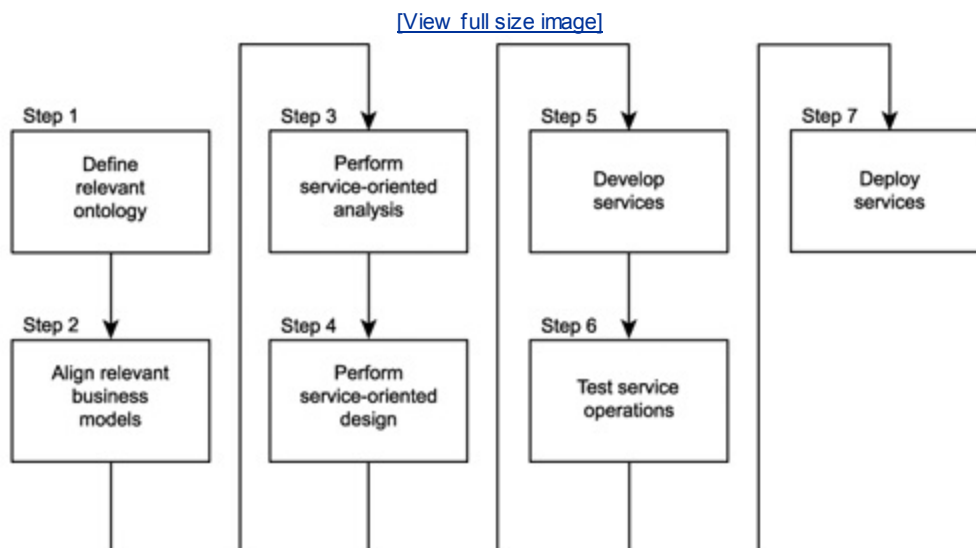 [View full size image]
Step 1
Define
relevant
ontology
Step 2
Align relevant
business
models
Step 3
Perform
service-oriented
analysis
Step 4
Perform
service-oriented
design
Step 5
Develop
services
Step 6
Test service
operations
Step 7
Deploy
services